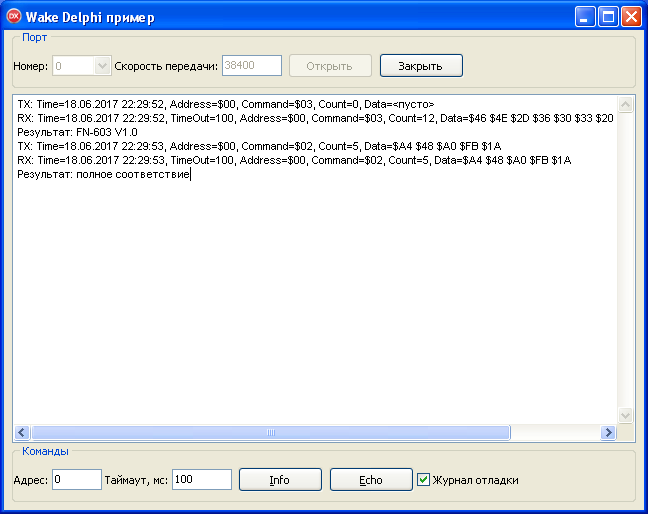 Wake Delphi пример
Порт
Номер: 0 Скорость передачи: 38400 Открыть Закрыть
TX: Time=18.06.2017 22:29:52, Address=$00, Command=$03, Count=0, Data=<пусто>
RX: Time=18.06.2017 22:29:52, TimeOut=100, Address=$00, Command=$03, Count=12, Data=$46 $4E $2D $36 $30 $33 $20
Результат: FN-603 V1.0
TX: Time=18.06.2017 22:29:53, Address=$00, Command=$02, Count=5, Data=$A4 $48 $A0 $FB $1A
RX: Time=18.06.2017 22:29:53, TimeOut=100, Address=$00, Command=$02, Count=5, Data=$A4 $48 $A0 $FB $1A
Результат: полное соответствие
Команды
Адрес: 0 Таймаут, мс: 100 Info Echo Журнал отладки